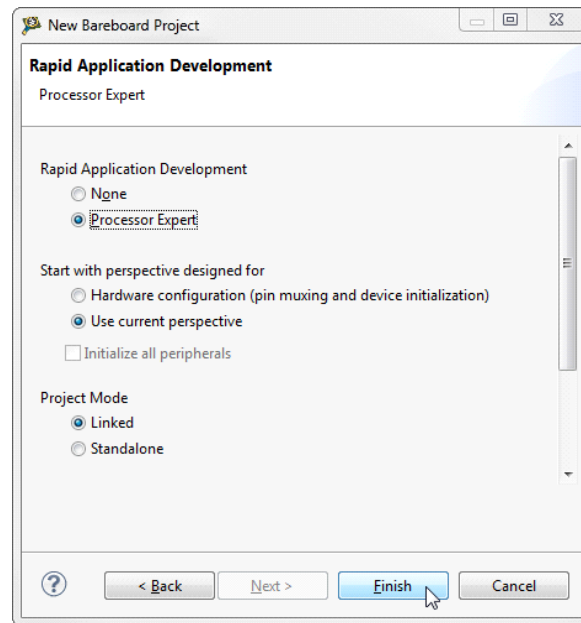 New Bareboard Project
Rapid Application Development
Processor Expert
Rapid Application Development
None
Processor Expert
Start with perspective designed for
Hardware configuration (pin muxing and device initialization)
Use current perspective
Initialize all peripherals
Project Mode
Linked
Standalone
? < Back Next > Finish Cancel